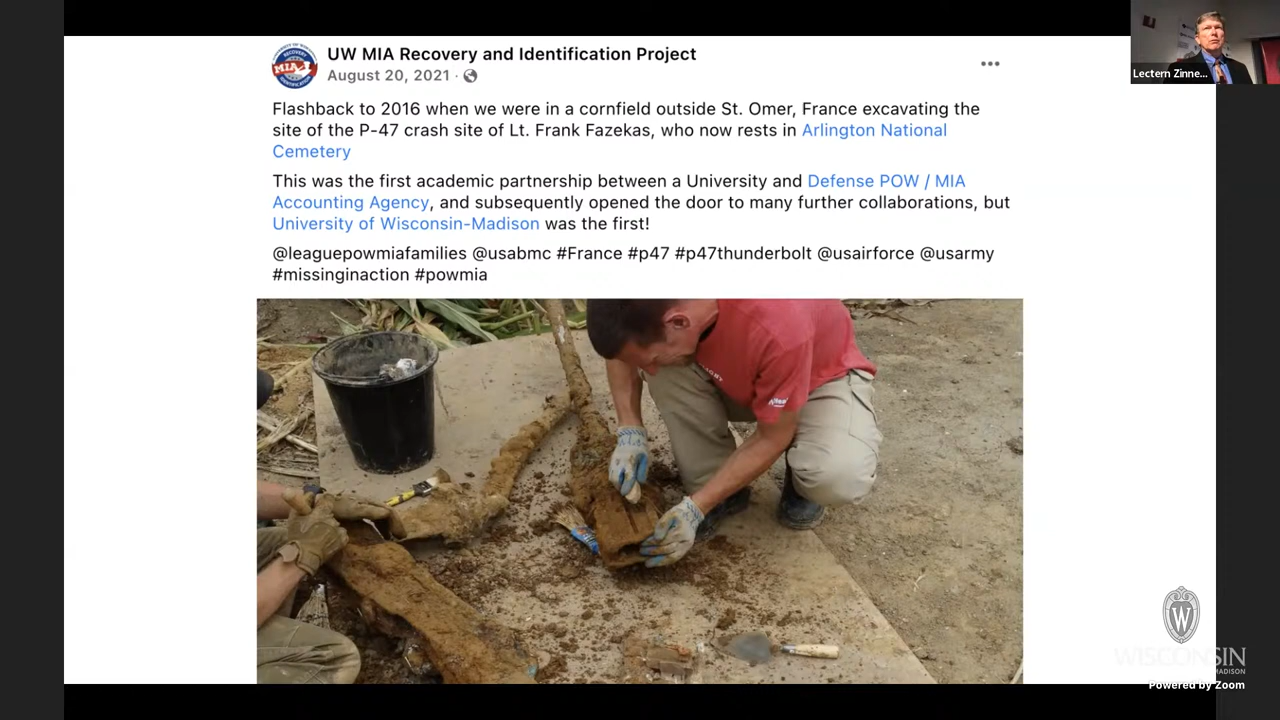 UW MIA Recovery and Identification Project
August 20, 2021 ·
Flashback to 2016 when we were in a cornfield outside St. Omer, France excavating the
site of the P-47 crash site of Lt. Frank Fazekas, who now rests in Arlington National
Cemetery
This was the first academic partnership between a University and Defense POW / MIA
Accounting Agency, and subsequently opened the door to many further collaborations, but
University of Wisconsin-Madison was the first!
@leaguepowmiafamilies @usabmc #France #p47 #p47thunderbolt @usairforce @usarmy
#missinginaction #powmia
MIA
RECOVERY
Lectern Zinne...
W
WISCONSIN
MADISON
Powered by Zoom